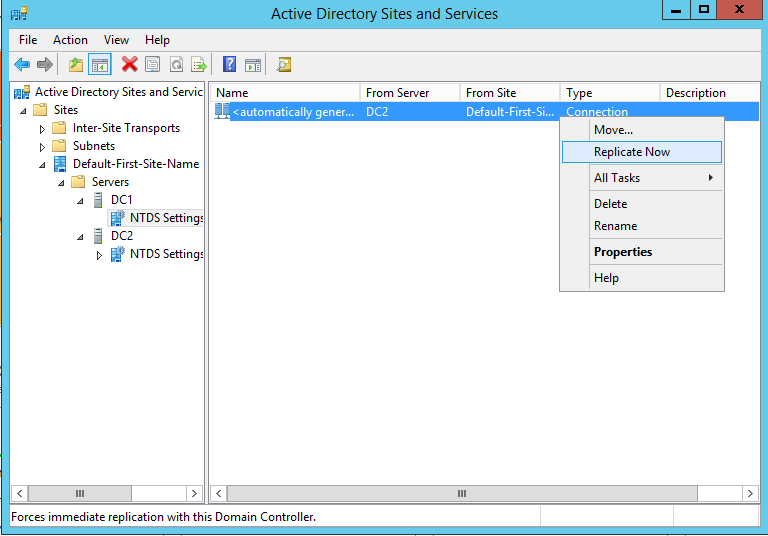 Active Directory Sites and Services
File Action View Help
Active Directory Sites and Servic
Sites
Inter-Site Transports
Subnets
Default-First-Site-Name
Servers
DC1
NTDS Settings
DC2
NTDS Settings
Name From Server From Site Type Description
<automatically gener... DC2 Default-First-Si... Connection
Move...
Replicate Now
All Tasks
Delete
Rename
Properties
Help
Forces immediate replication with this Domain Controller.